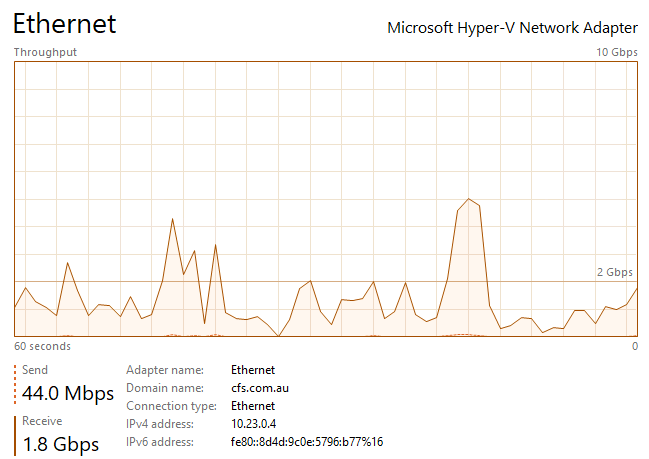 Ethernet Microsoft Hyper-V Network Adapter
Throughput 10 Gbps
2 Gbps
60 seconds 0
Send Adapter name: Ethernet
44.0 Mbps Domain name: cfs.com.au
Connection type: Ethernet
Receive IPv4 address: 10.23.0.4
1.8 Gbps IPv6 address: fe80::8d4d:9c0e:5796:b77%16